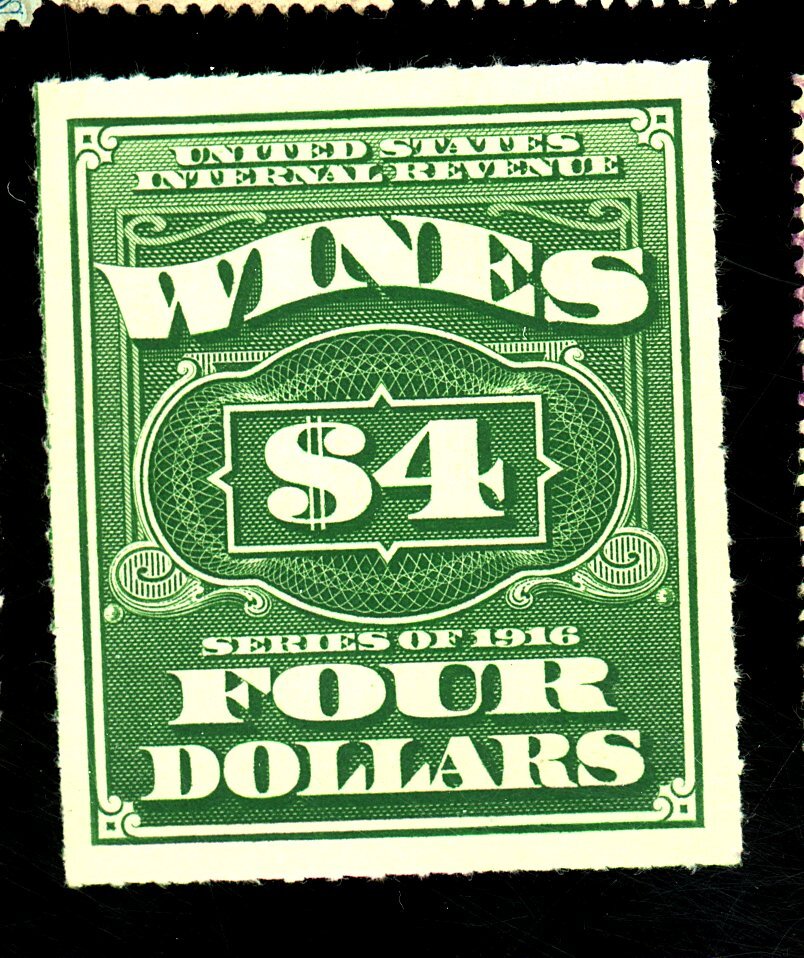 UNITED STATES
INTERNAL REVENUE
WINES
$4
SERIES OF 1916
FOUR
DOLLARS